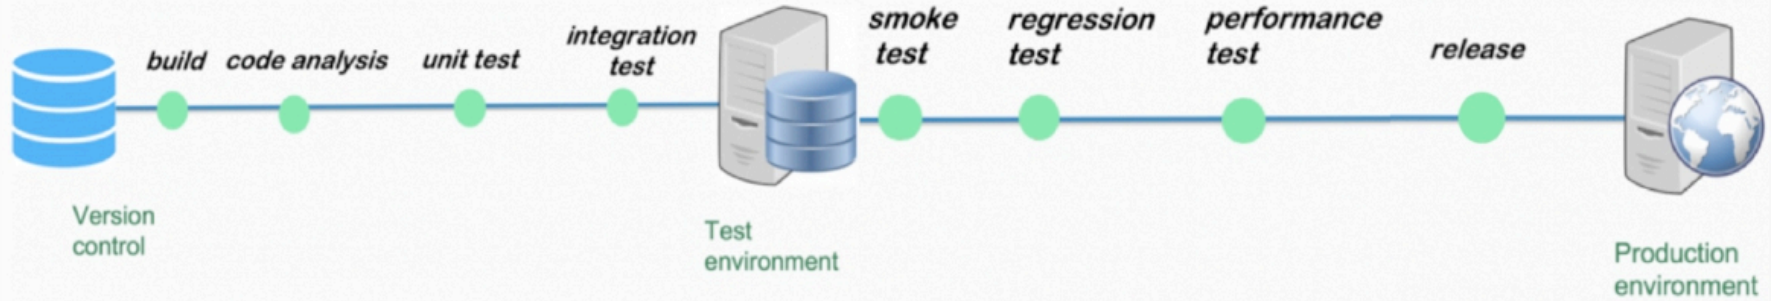 build
code analysis
unit test
integration
test
smoke
test
regression
test
performance
test
release
Version
control
Test
environment
Production
environment